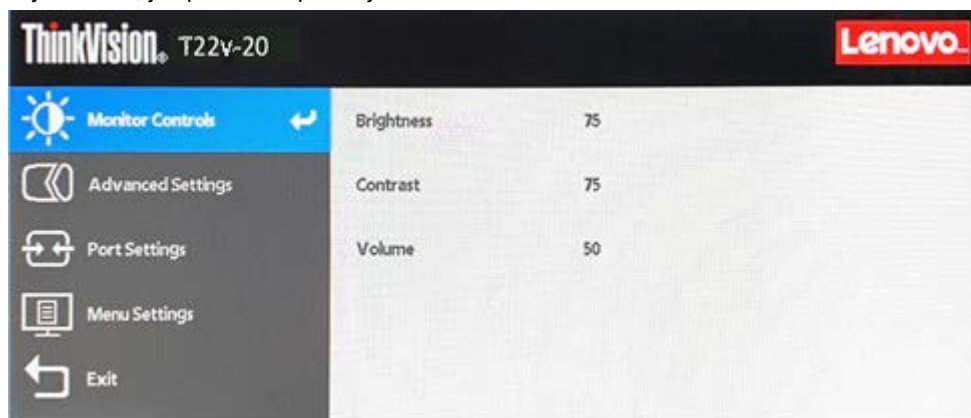 ThinkVision® T22v-20
Lenovo
Monitor Controls
Brightness 75
Advanced Settings
Contrast 75
Port Settings
Volume 50
Menu Settings
Exit